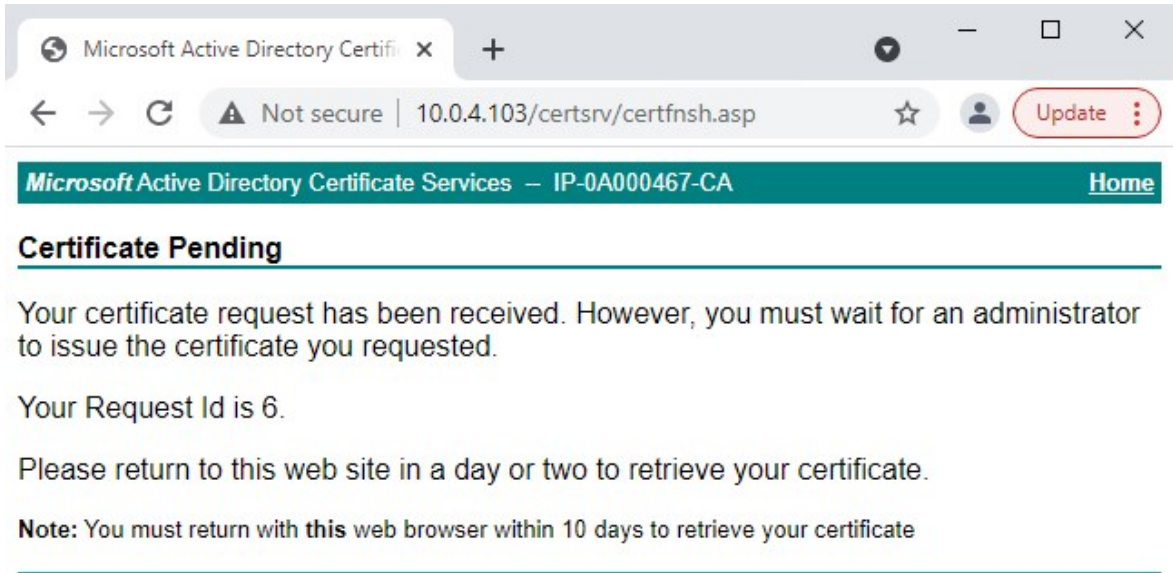 Microsoft Active Directory Certifi
Not secure | 10.0.4.103/certsrv/certfnsh.asp
Update
Microsoft Active Directory Certificate Services -- IP-0A000467-CA
Home
Certificate Pending
Your certificate request has been received. However, you must wait for an administrator
to issue the certificate you requested.
Your Request Id is 6.
Please return to this web site in a day or two to retrieve your certificate.
Note: You must return with this web browser within 10 days to retrieve your certificate